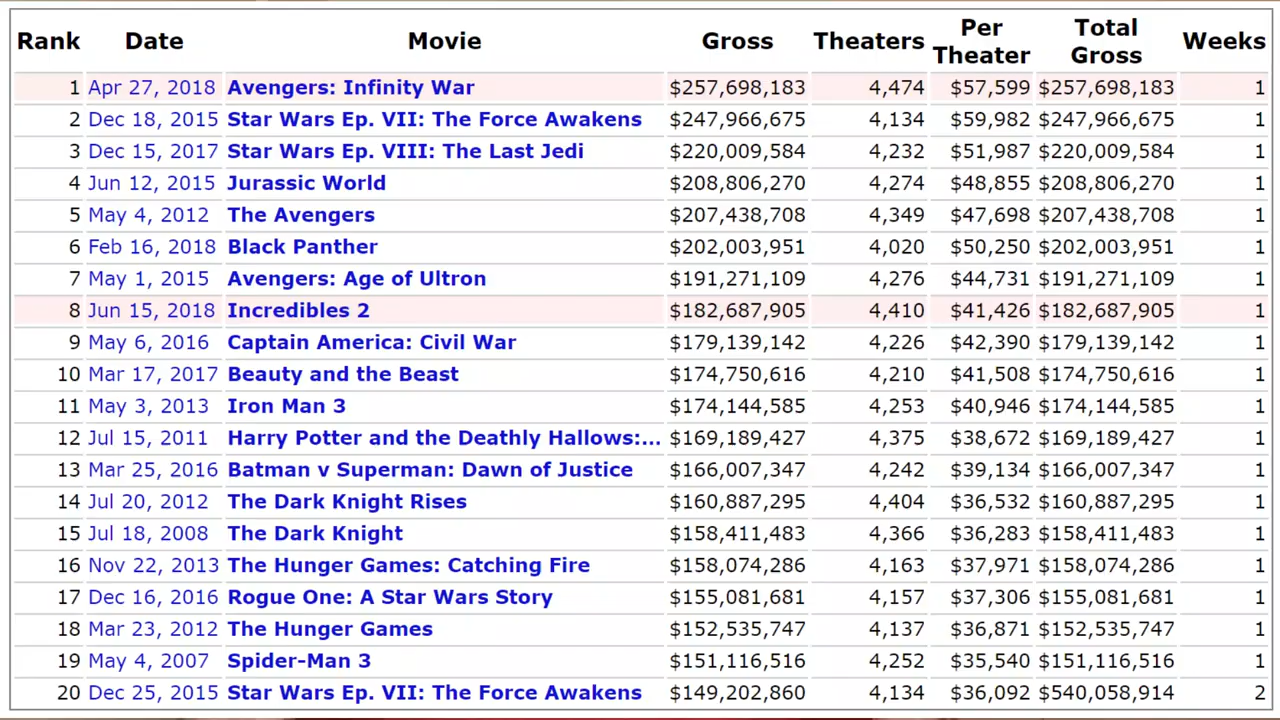 Rank Date Movie Gross Theaters Per Theater Total Gross Weeks
1 Apr 27, 2018 Avengers: Infinity War $257,698,183 4,474 $57,599 $257,698,183 1
2 Dec 18, 2015 Star Wars Ep. VII: The Force Awakens $247,966,675 4,134 $59,982 $247,966,675 1
3 Dec 15, 2017 Star Wars Ep. VIII: The Last Jedi $220,009,584 4,232 $51,987 $220,009,584 1
4 Jun 12, 2015 Jurassic World $208,806,270 4,274 $48,855 $208,806,270 1
5 May 4, 2012 The Avengers $207,438,708 4,349 $47,698 $207,438,708 1
6 Feb 16, 2018 Black Panther $202,003,951 4,020 $50,250 $202,003,951 1
7 May 1, 2015 Avengers: Age of Ultron $191,271,109 4,276 $44,731 $191,271,109 1
8 Jun 15, 2018 Incredibles 2 $182,687,905 4,410 $41,426 $182,687,905 1
9 May 6, 2016 Captain America: Civil War $179,139,142 4,226 $42,390 $179,139,142 1
10 Mar 17, 2017 Beauty and the Beast $174,750,616 4,210 $41,508 $174,750,616 1
11 May 3, 2013 Iron Man 3 $174,144,585 4,253 $40,946 $174,144,585 1
12 Jul 15, 2011 Harry Potter and the Deathly Hallows:... $169,189,427 4,375 $38,672 $169,189,427 1
13 Mar 25, 2016 Batman v Superman: Dawn of Justice $166,007,347 4,242 $39,134 $166,007,347 1
14 Jul 20, 2012 The Dark Knight Rises $160,887,295 4,404 $36,532 $160,887,295 1
15 Jul 18, 2008 The Dark Knight $158,411,483 4,366 $36,283 $158,411,483 1
16 Nov 22, 2013 The Hunger Games: Catching Fire $158,074,286 4,163 $37,971 $158,074,286 1
17 Dec 16, 2016 Rogue One: A Star Wars Story $155,081,681 4,157 $37,306 $155,081,681 1
18 Mar 23, 2012 The Hunger Games $152,535,747 4,137 $36,871 $152,535,747 1
19 May 4, 2007 Spider-Man 3 $151,116,516 4,252 $35,540 $151,116,516 1
20 Dec 25, 2015 Star Wars Ep. VII: The Force Awakens $149,202,860 4,134 $36,092 $540,058,914 2